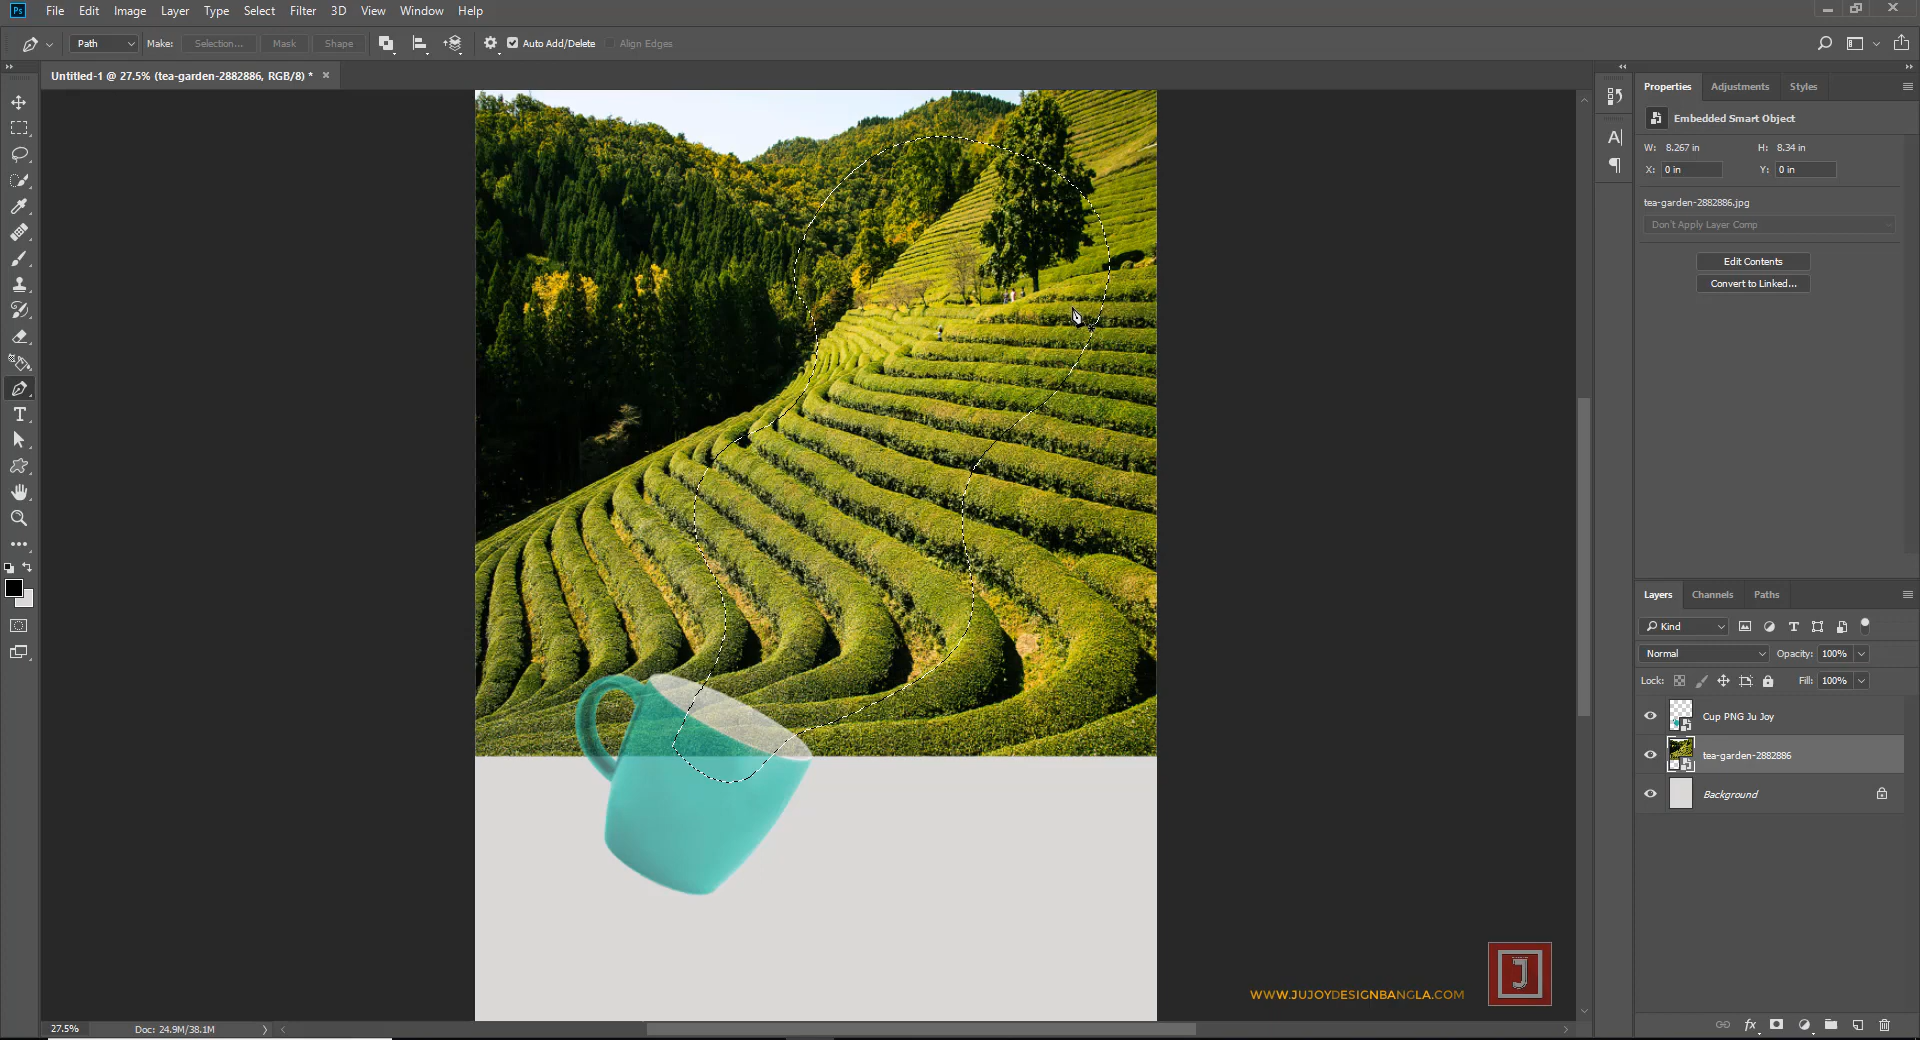 Ps File Edit Image Layer Type Select Filter 3D View Window Help
Path Make: Selection... Mask Shape Auto Add/Delete Align Edges
Untitled-1 @ 27.5% (tea-garden-2882886, RGB/8) *
Properties Adjustments Styles
Embedded Smart Object
W: 8.267 in H: 8.34 in
X: 0 in Y: 0 in
tea-garden-2882886.jpg
Don't Apply Layer Comp
Edit Contents
Convert to Linked...
Layers Channels Paths
Kind
Normal Opacity: 100%
Lock: Fill: 100%
Cup PNG Ju Joy
tea-garden-2882886
Background
J
WWW.JUJOYDESIGNBANGLA.COM
27.5% Doc: 24.9M/38.1M